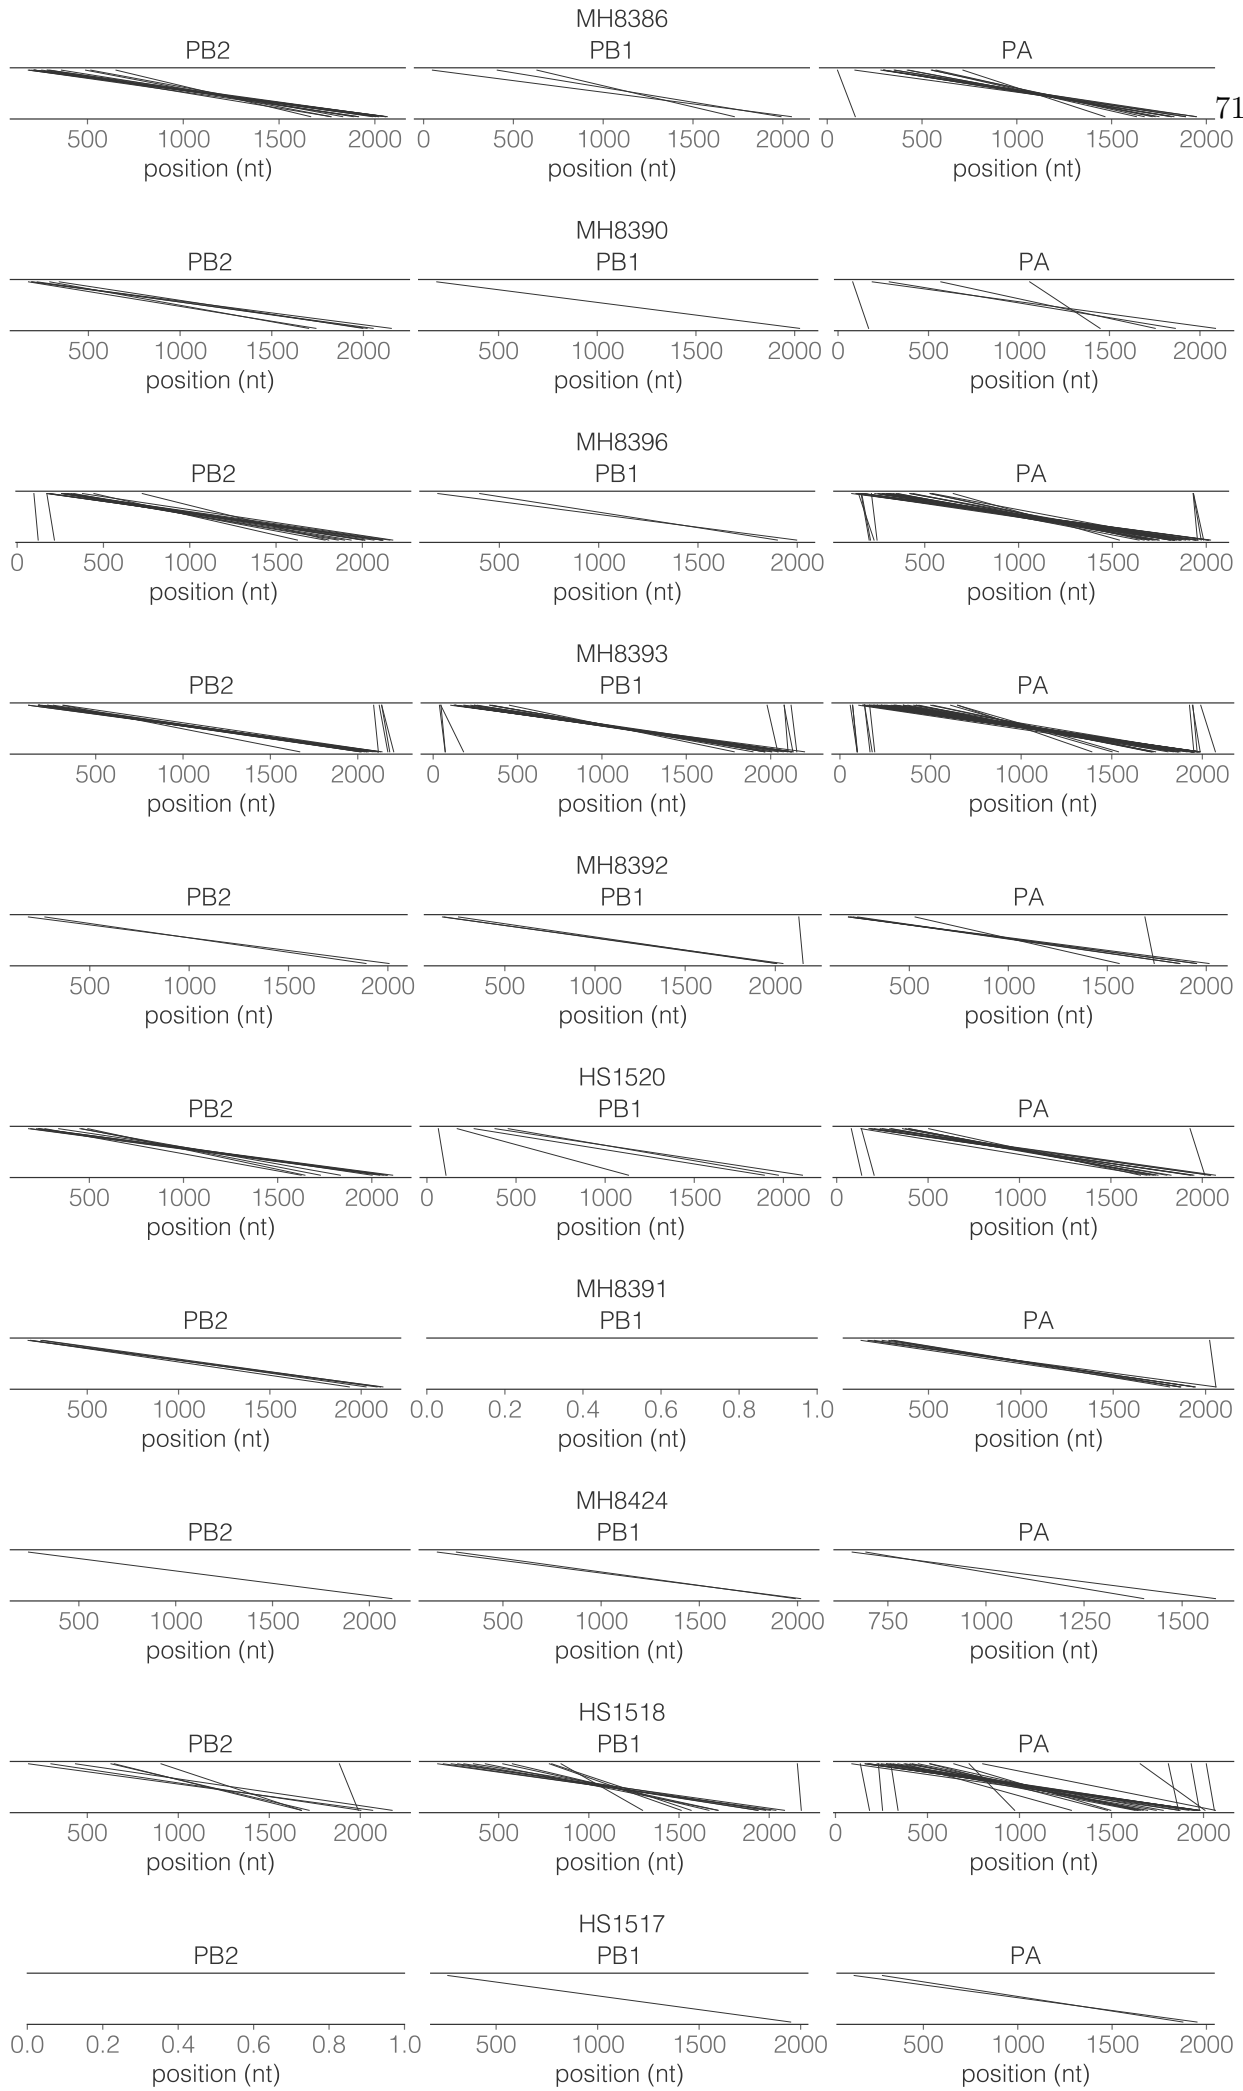 MH8386
PB2 PB1 PA
500 1000 1500 2000 0 500 1000 1500 2000 0 500 1000 1500 2000 71
position (nt) position (nt) position (nt)
MH8390
PB2 PB1 PA
500 1000 1500 2000 500 1000 1500 2000 0 500 1000 1500 2000
position (nt) position (nt) position (nt)
MH8396
PB2 PB1 PA
0 500 1000 1500 2000 500 1000 1500 2000 500 1000 1500 2000
position (nt) position (nt) position (nt)
MH8393
PB2 PB1 PA
500 1000 1500 2000 0 500 1000 1500 2000 0 500 1000 1500 2000
position (nt) position (nt) position (nt)
MH8392
PB2 PB1 PA
500 1000 1500 2000 500 1000 1500 2000 500 1000 1500 2000
position (nt) position (nt) position (nt)
HS1520
PB2 PB1 PA
500 1000 1500 2000 0 500 1000 1500 2000 0 500 1000 1500 2000
position (nt) position (nt) position (nt)
MH8391
PB2 PB1 PA
500 1000 1500 2000 0.0 0.2 0.4 0.6 0.8 1.0 500 1000 1500 2000
position (nt) position (nt) position (nt)
MH8424
PB2 PB1 PA
500 1000 1500 2000 500 1000 1500 2000 750 1000 1250 1500
position (nt) position (nt) position (nt)
HS1518
PB2 PB1 PA
500 1000 1500 2000 500 1000 1500 2000 0 500 1000 1500 2000
position (nt) position (nt) position (nt)
HS1517
PB2 PB1 PA
0.0 0.2 0.4 0.6 0.8 1.0 500 1000 1500 2000 500 1000 1500 2000
position (nt) position (nt) position (nt)